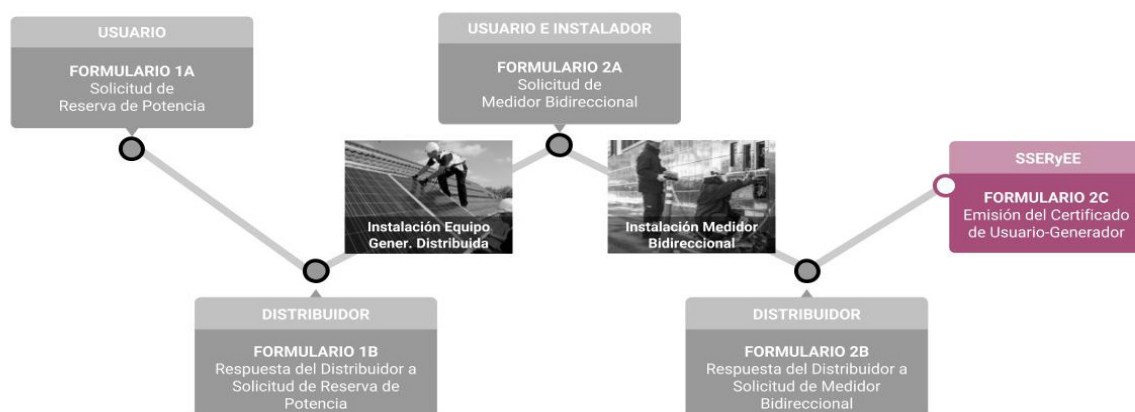 USUARIO
FORMULARIO 1A
Solicitud de
Reserva de Potencia
DISTRIBUIDOR
FORMULARIO 1B
Respuesta del Distribuidor a
Solicitud de Reserva de
Potencia
Instalación Equipo
Gener. Distribuida
USUARIO E INSTALADOR
FORMULARIO 2A
Solicitud de
Medidor Bidireccional
Instalación Medidor
Bidireccional
DISTRIBUIDOR
FORMULARIO 2B
Respuesta del Distribuidor a
Solicitud de Medidor
Bidireccional
SSERyEE
FORMULARIO 2C
Emisión del Certificado
de Usuario-Generador